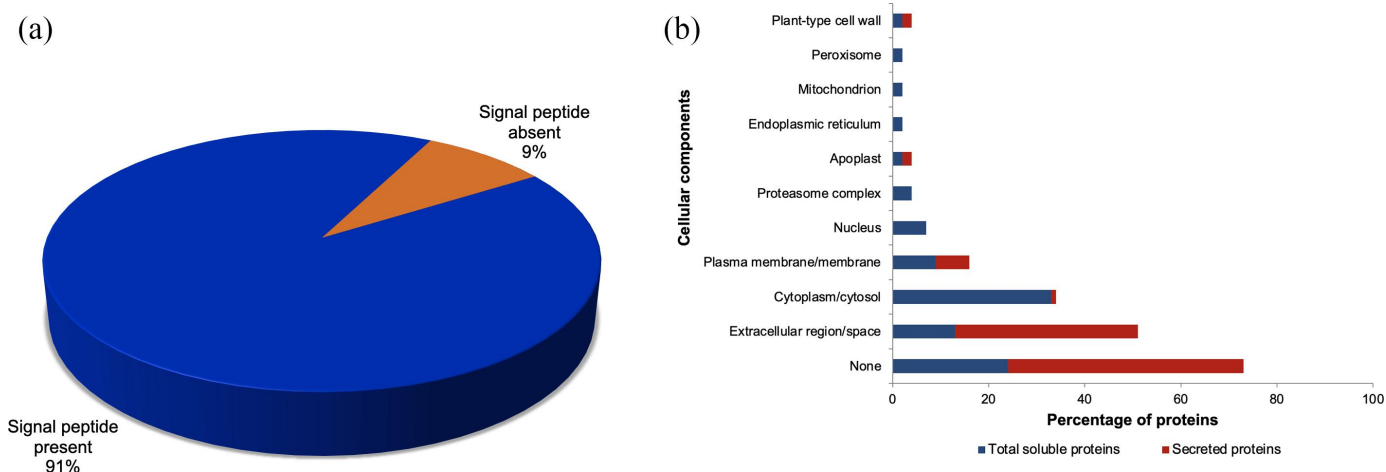 (a)
Signal peptide
absent
9%
Signal peptide
present
91%
(b)
Cellular components
Plant-type cell wall
Peroxisome
Mitochondrion
Endoplasmic reticulum
Apoplast
Proteasome complex
Nucleus
Plasma membrane/membrane
Cytoplasm/cytosol
Extracellular region/space
None
0 20 40 60 80 100
Percentage of proteins
Total soluble proteins Secreted proteins